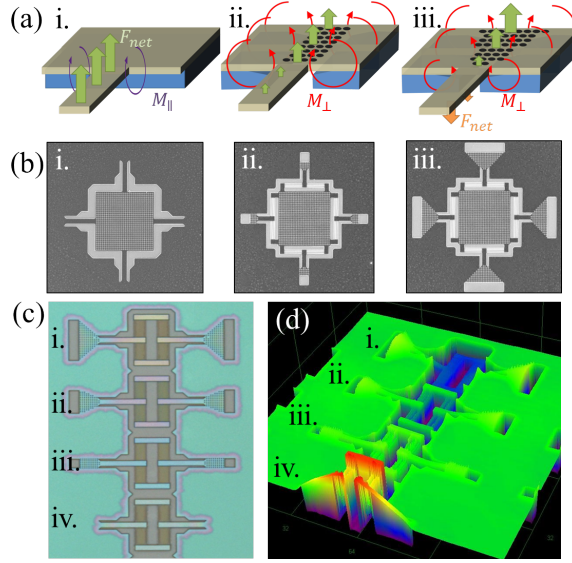 (a) i. ii. iii.
F_net
M_∥ M_⊥ M_⊥
F_net
(b) i. ii. iii.
(c) (d)
i. i.
ii. ii.
iii. iii.
iv. iv.